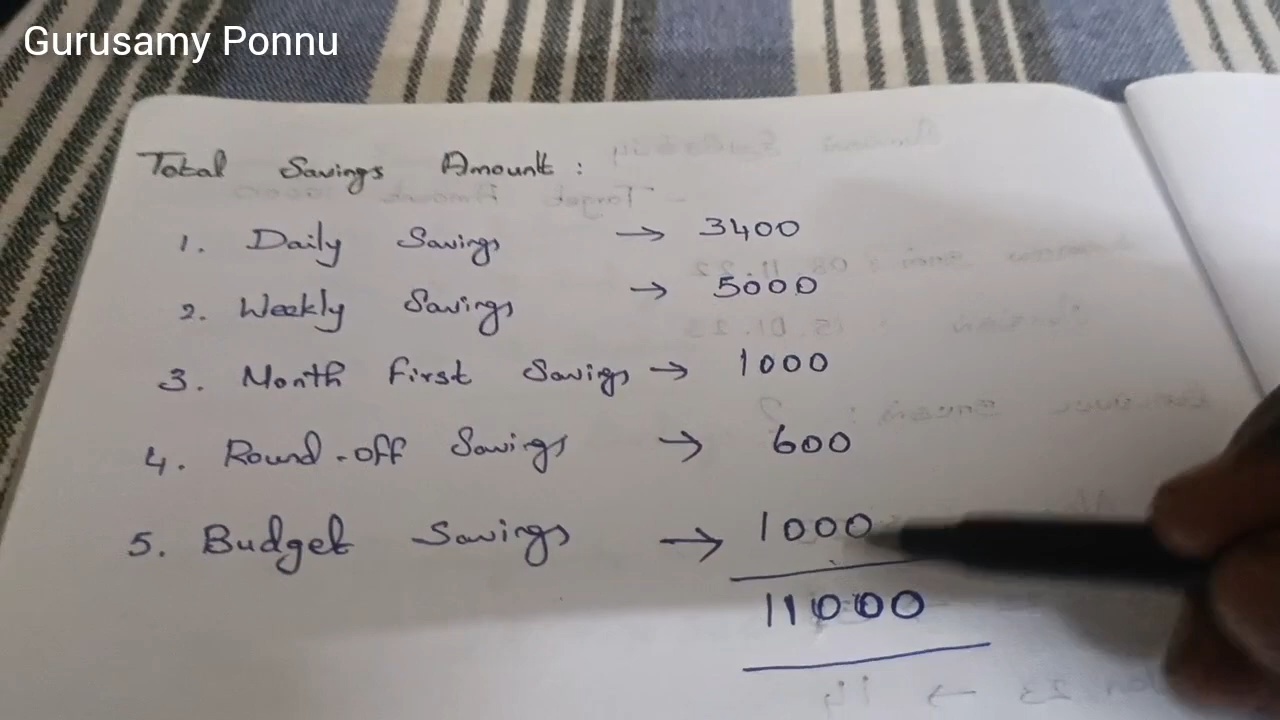 Gurusamy Ponnu
Total Savings Amount :
1. Daily Savings → 3400
2. Weekly Savings → 5000
3. Month First Savings → 1000
4. Round-off Savings → 600
5. Budget Savings → 1000
11000